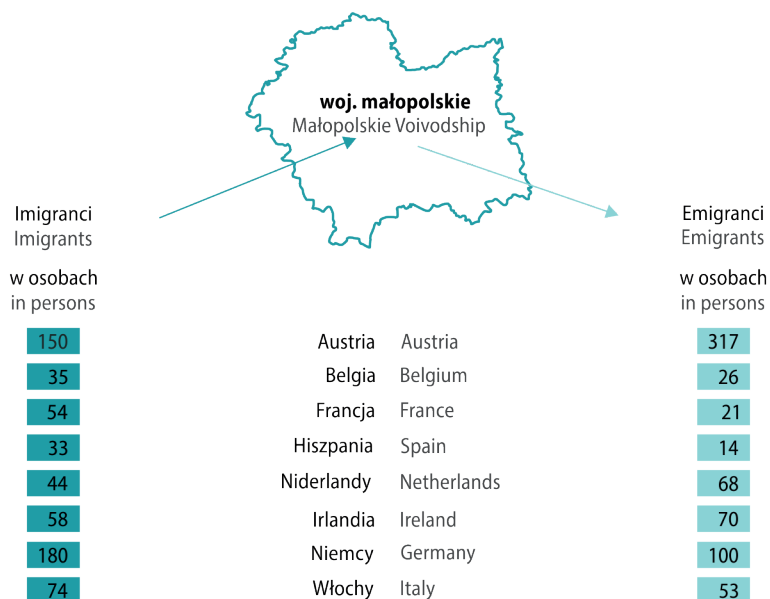 woj. małopolskie
Małopolskie Voivodship
Imigranci
Imigrants
w osobach
in persons
Emigranci
Emigrants
w osobach
in persons
150 Austria Austria 317
35 Belgia Belgium 26
54 Francja France 21
33 Hiszpania Spain 14
44 Niderlandy Netherlands 68
58 Irlandia Ireland 70
180 Niemcy Germany 100
74 Włochy Italy 53